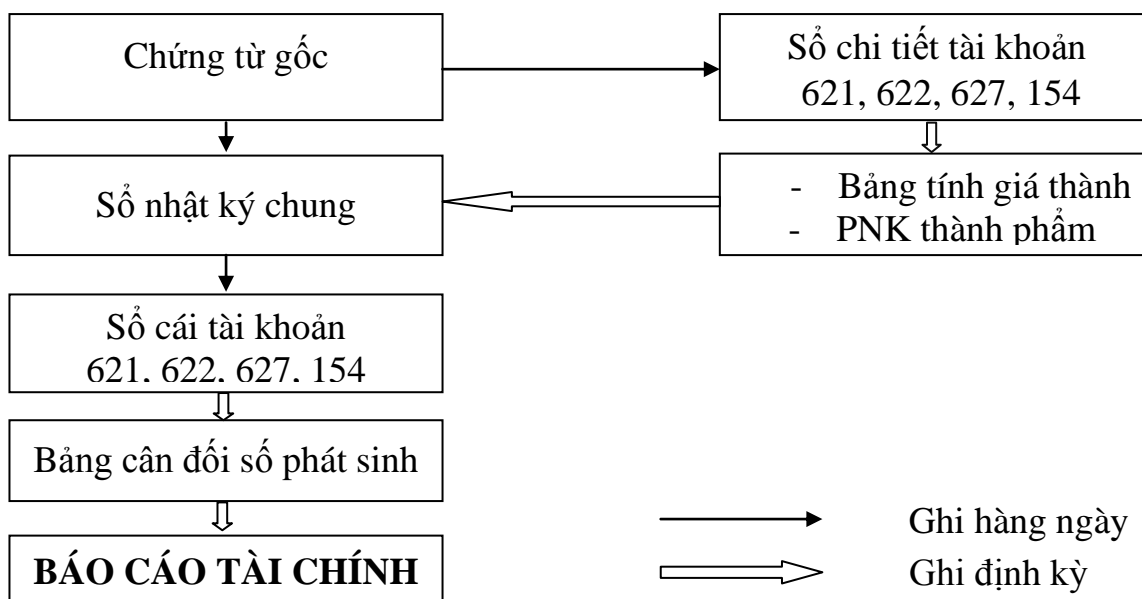 Chứng từ gốc
Sổ chi tiết tài khoản
621, 622, 627, 154
Sổ nhật ký chung
- Bảng tính giá thành
- PNK thành phẩm
Sổ cái tài khoản
621, 622, 627, 154
Bảng cân đối số phát sinh
BÁO CÁO TÀI CHÍNH
Ghi hàng ngày
Ghi định kỳ